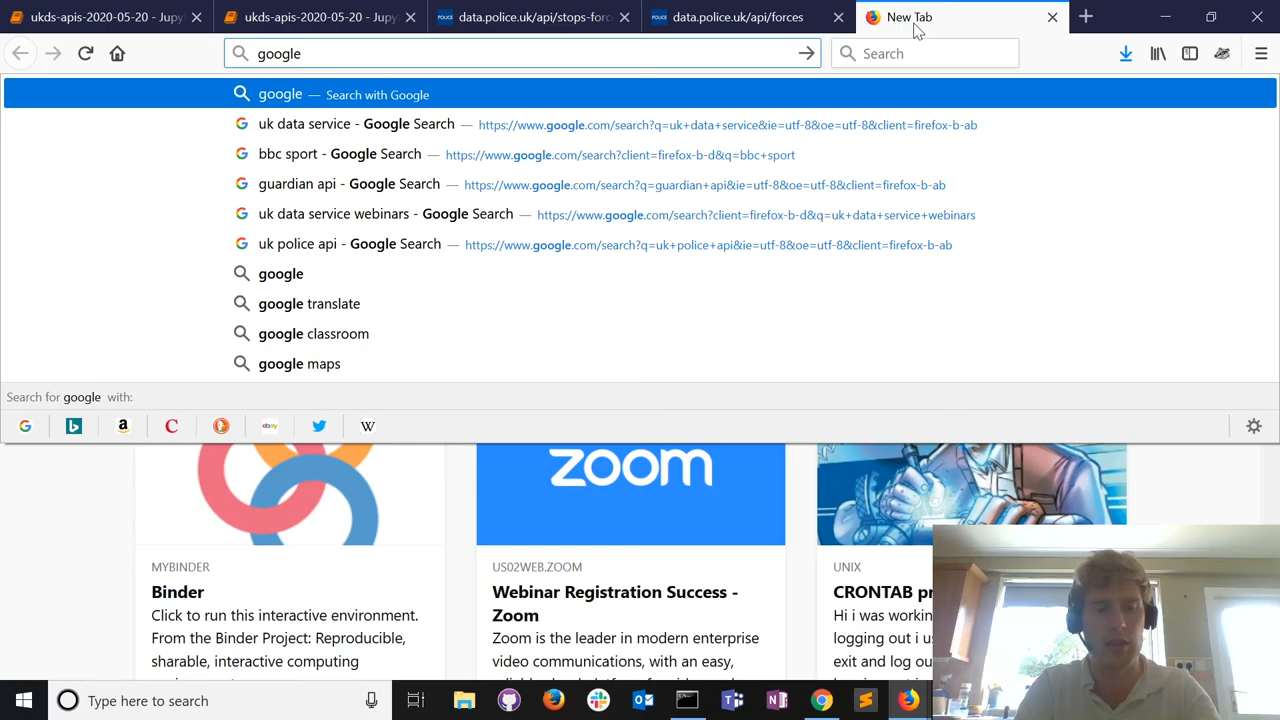 ukds-apis-2020-05-20 - Jupy
ukds-apis-2020-05-20 - Jupyt
data.police.uk/api/stops-forc
data.police.uk/api/forces
New Tab
google
Search
google — Search with Google
uk data service - Google Search — https://www.google.com/search?q=uk+data+service&ie=utf-8&oe=utf-8&client=firefox-b-ab
bbc sport - Google Search — https://www.google.com/search?client=firefox-b-d&q=bbc+sport
guardian api - Google Search — https://www.google.com/search?q=guardian+api&ie=utf-8&oe=utf-8&client=firefox-b-ab
uk data service webinars - Google Search — https://www.google.com/search?client=firefox-b-d&q=uk+data+service+webinars
uk police api - Google Search — https://www.google.com/search?q=uk+police+api&ie=utf-8&oe=utf-8&client=firefox-b-ab
google
google translate
google classroom
google maps
Search for google with:
zoom
MYBINDER
Binder
Click to run this interactive environment.
From the Binder Project: Reproducible,
sharable, interactive computing
US02WEB.ZOOM
Webinar Registration Success -
Zoom
Zoom is the leader in modern enterprise
video communications, with an easy,
UNIX
CRONTAB pr
Hi i was workin
logging out i u
exit and log ou
Type here to search